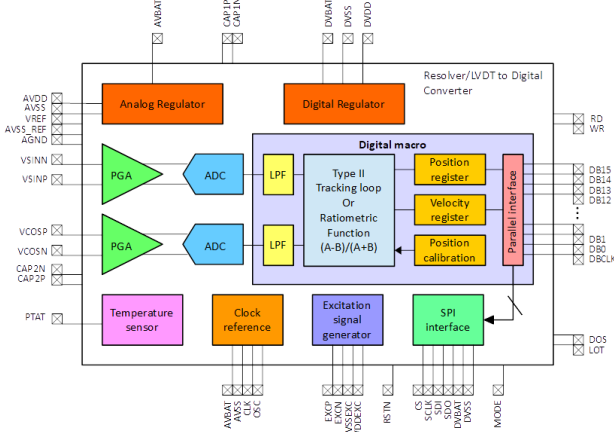 AVBAT
CAP1P
CAP1N
DVBAT
DVSS
DVDD
Resolver/LVDT to Digital
Converter
AVDD
AVSS
VREF
AVSS_REF
AGND
VSINN
VSINP
VCOSP
VCOSN
CAP2N
CAP2P
PTAT
Analog Regulator
Digital Regulator
Digital macro
PGA
ADC
LPF
PGA
ADC
LPF
Type II
Tracking loop
Or
Ratiometric
Function
(A-B)/(A+B)
Position
register
Velocity
register
Position
calibration
Parallel interface
RD
WR
DB15
DB14
DB13
DB12
DB1
DB0
DBCLK
DOS
LOT
Temperature
sensor
Clock
reference
Excitation
signal
generator
SPI
interface
AVBAT
AVSS
CLK
OSC
EXCP
EXCN
VSSEXC
VDDEXC
RSTN
CS
SCLK
SDI
SDO
DVBAT
DVSS
MODE